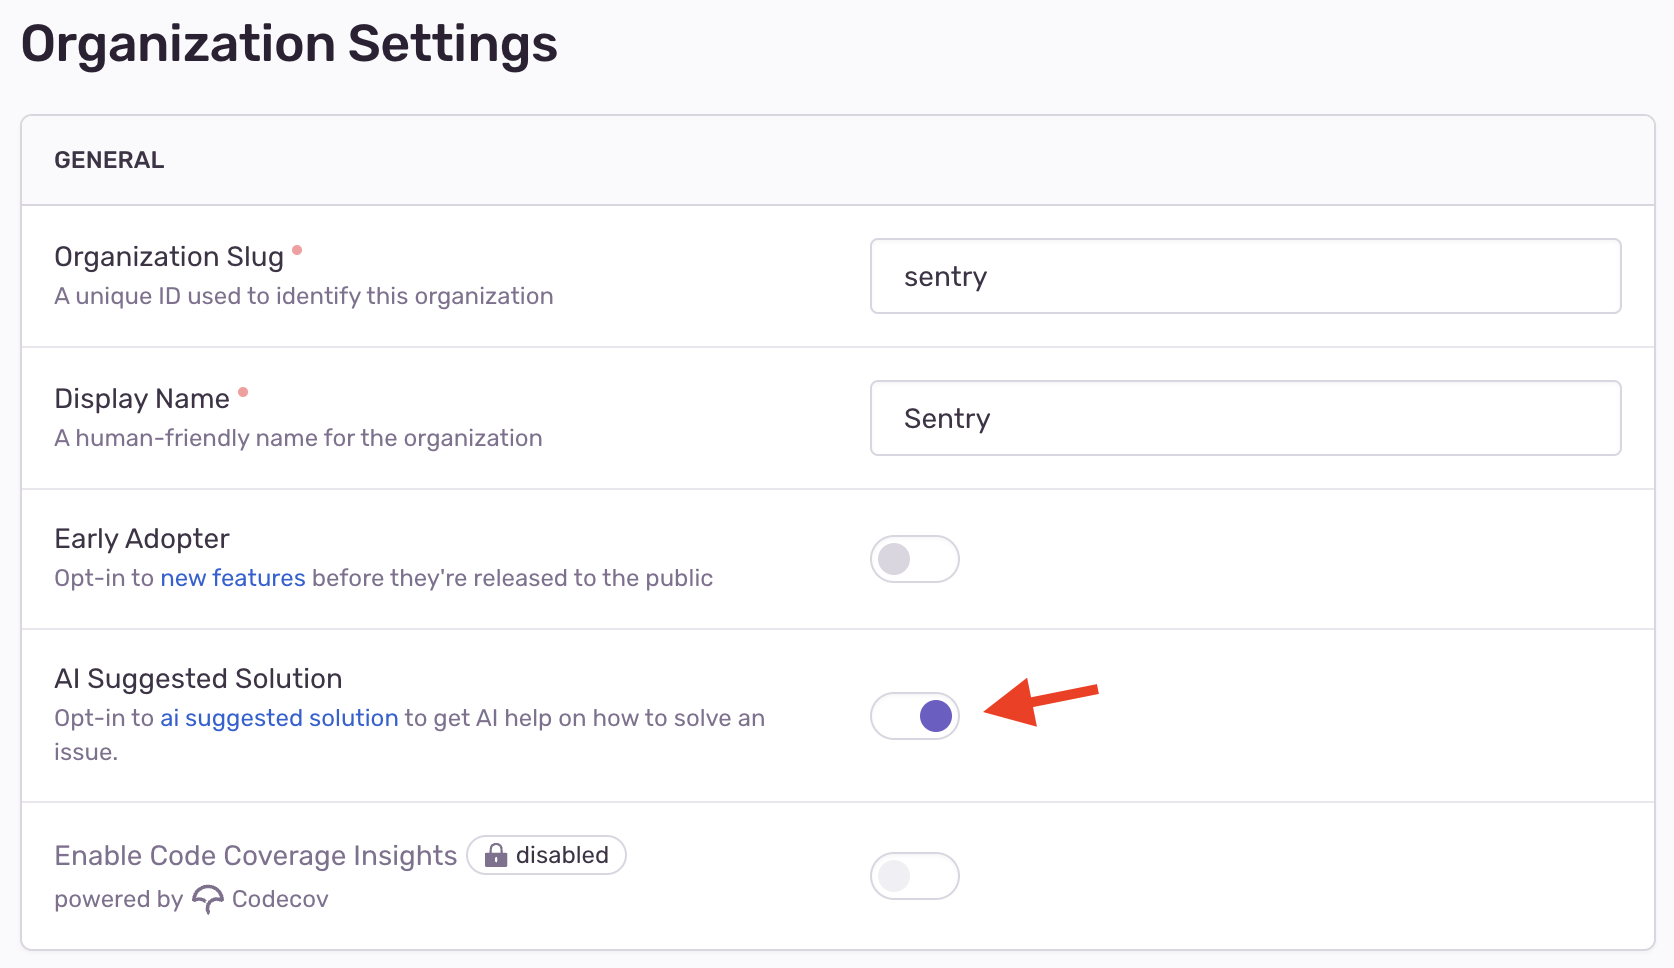 Organization Settings
GENERAL
Organization Slug
A unique ID used to identify this organization
sentry
Display Name
A human-friendly name for the organization
Sentry
Early Adopter
Opt-in to new features before they're released to the public
AI Suggested Solution
Opt-in to ai suggested solution to get AI help on how to solve an
issue.
Enable Code Coverage Insights disabled
powered by Codecov